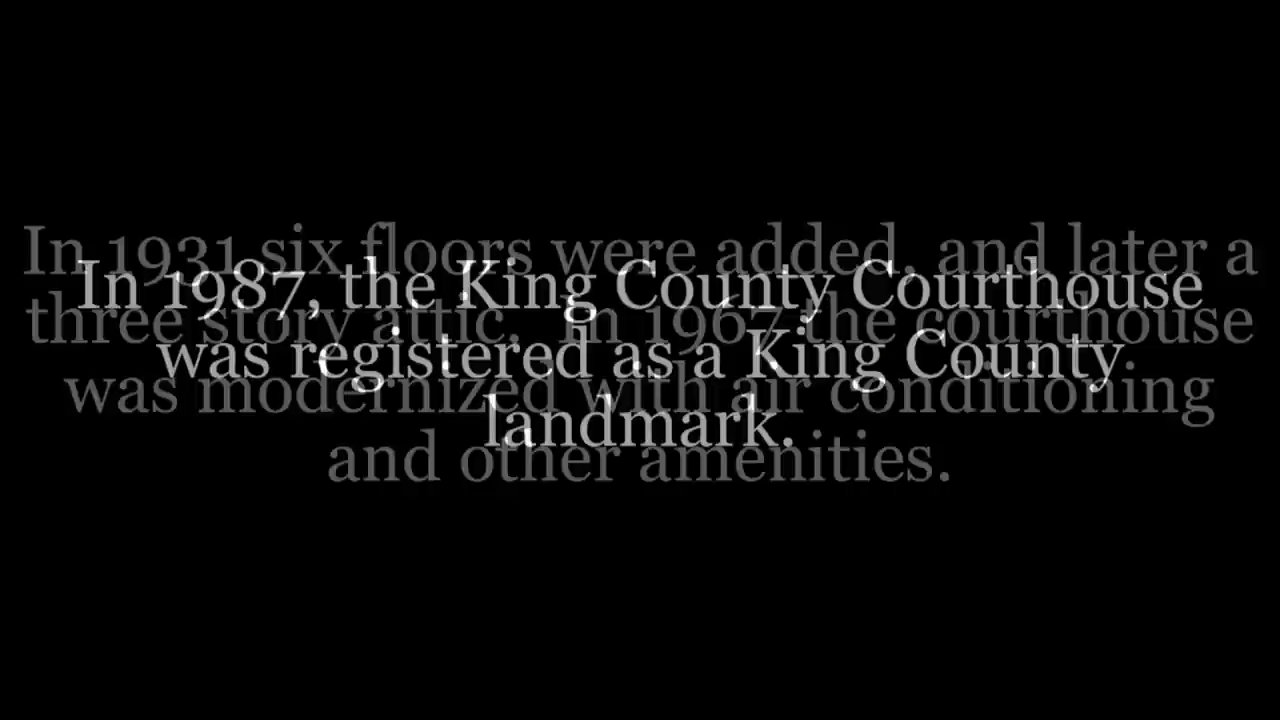 In 1931 six floors were added, and later a
three story attic.  In 1967 the courthouse
was modernized with air conditioning
and other amenities.
In 1987, the King County Courthouse
was registered as a King County
landmark.